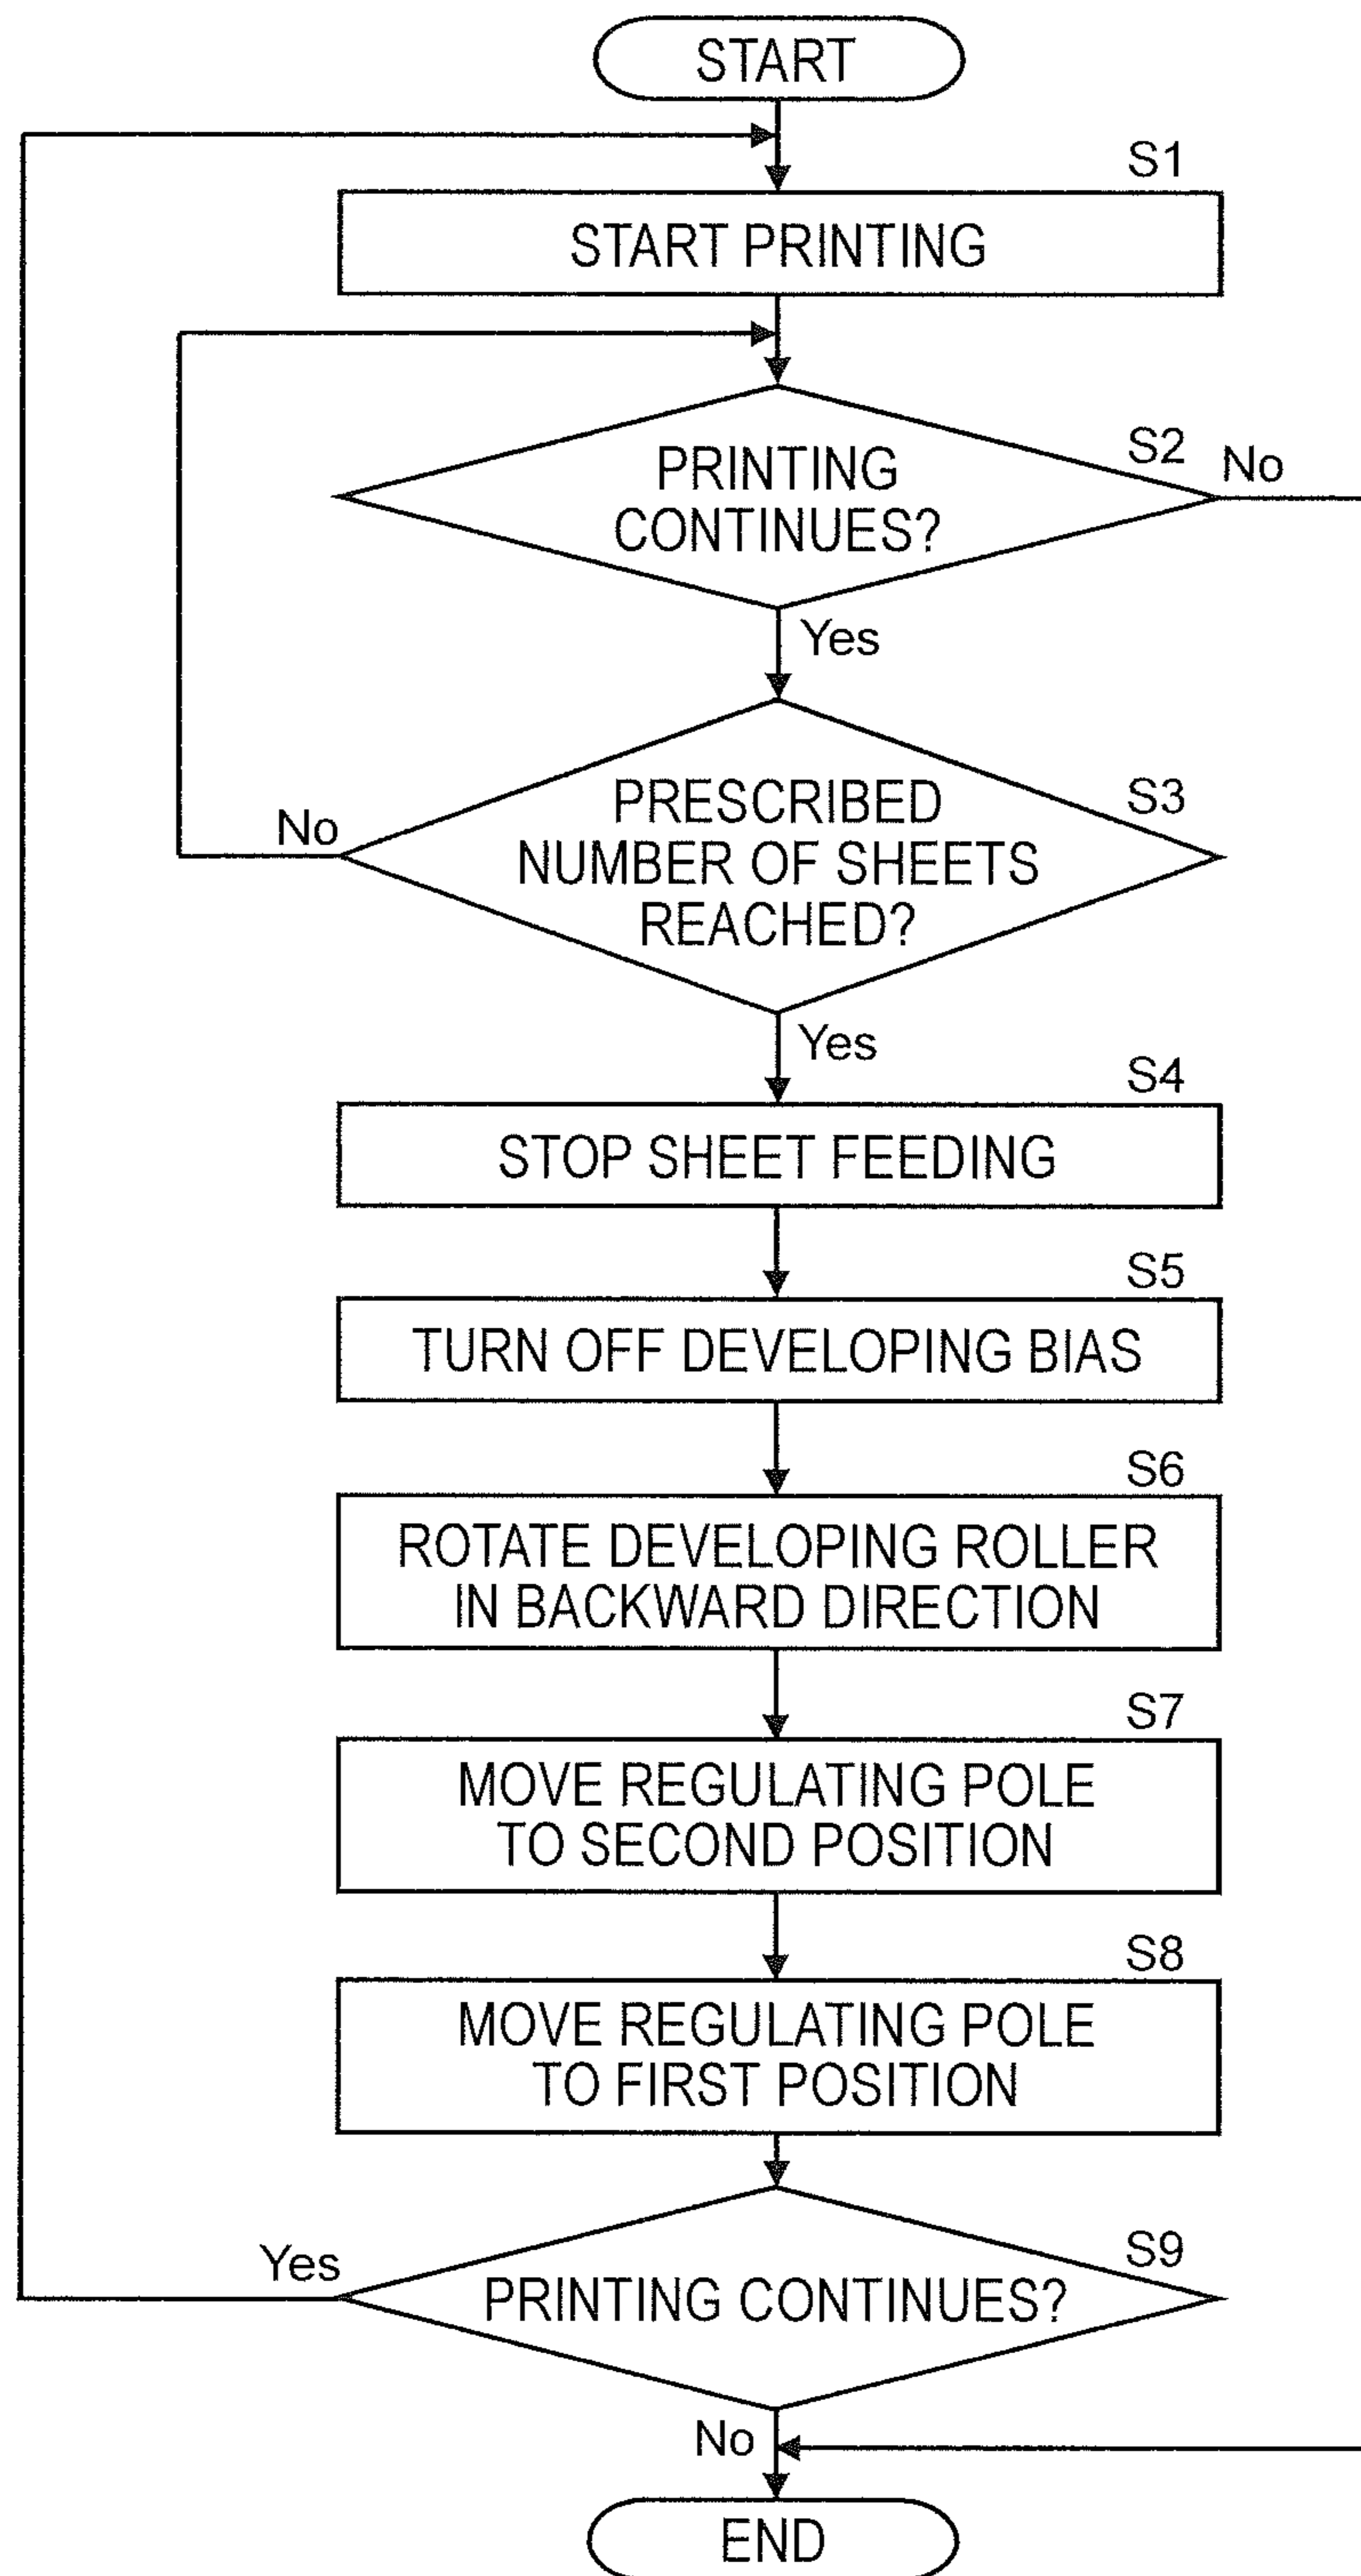 START
S1
START PRINTING
S2
No
PRINTING
CONTINUES?
Yes
S3
PRESCRIBED
NUMBER OF SHEETS
REACHED?
No
Yes
S4
STOP SHEET FEEDING
S5
TURN OFF DEVELOPING BIAS
S6
ROTATE DEVELOPING ROLLER
IN BACKWARD DIRECTION
S7
MOVE REGULATING POLE
TO SECOND POSITION
S8
MOVE REGULATING POLE
TO FIRST POSITION
S9
Yes
PRINTING CONTINUES?
No
END